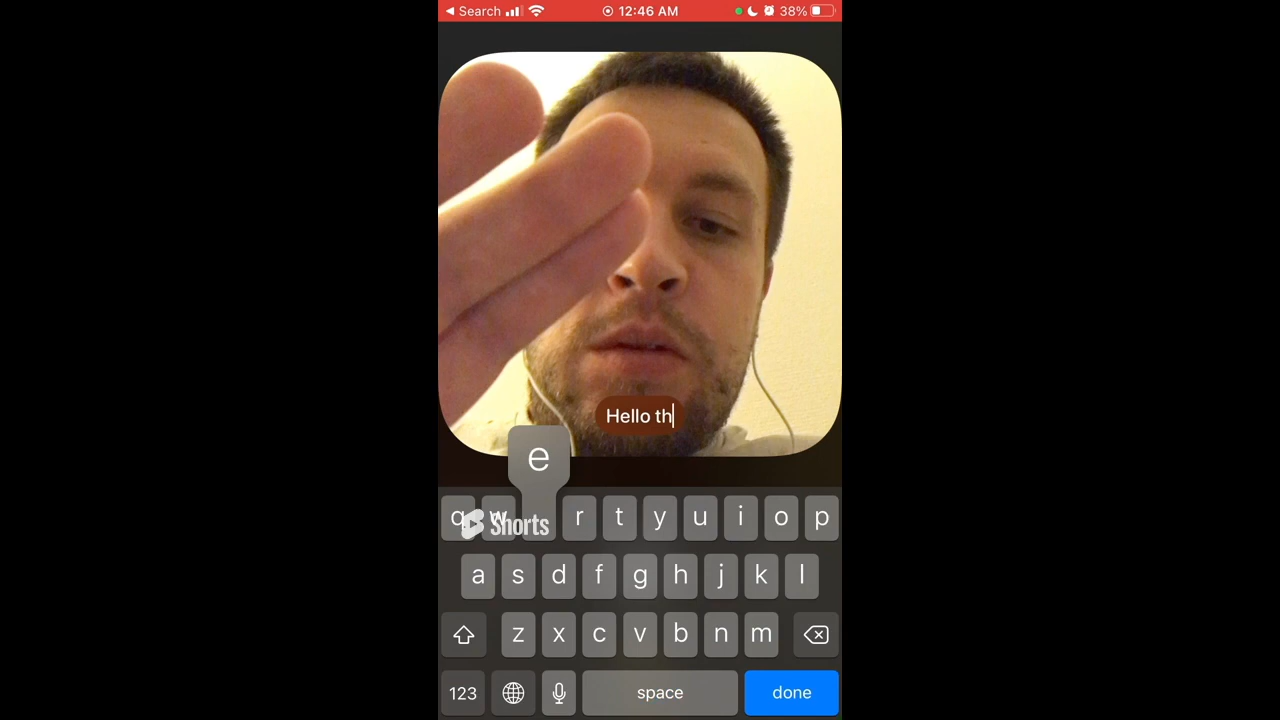 Search 12:46 AM 38%
Hello th
e
q w r t y u i o p
Shorts
a s d f g h j k l
z x c v b n m
123 space done